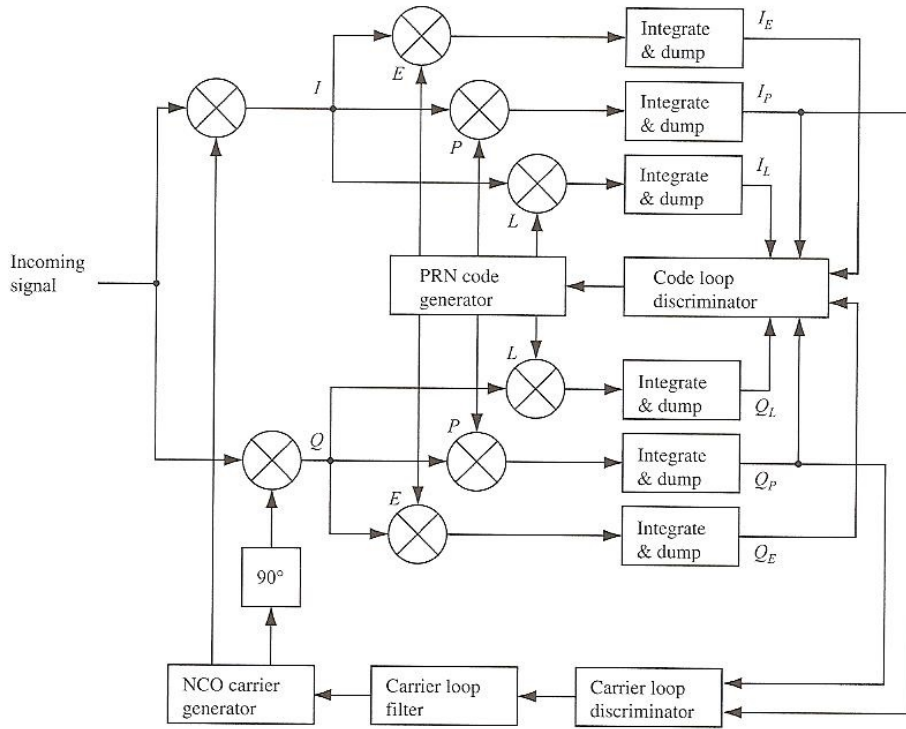 Integrate
& dump
I_E
E
I
Integrate
& dump
I_P
P
Integrate
& dump
I_L
L
Incoming
signal
PRN code
generator
Code loop
discriminator
L
Integrate
& dump
Q_L
Q
P
Integrate
& dump
Q_P
E
Integrate
& dump
Q_E
90°
NCO carrier
generator
Carrier loop
filter
Carrier loop
discriminator